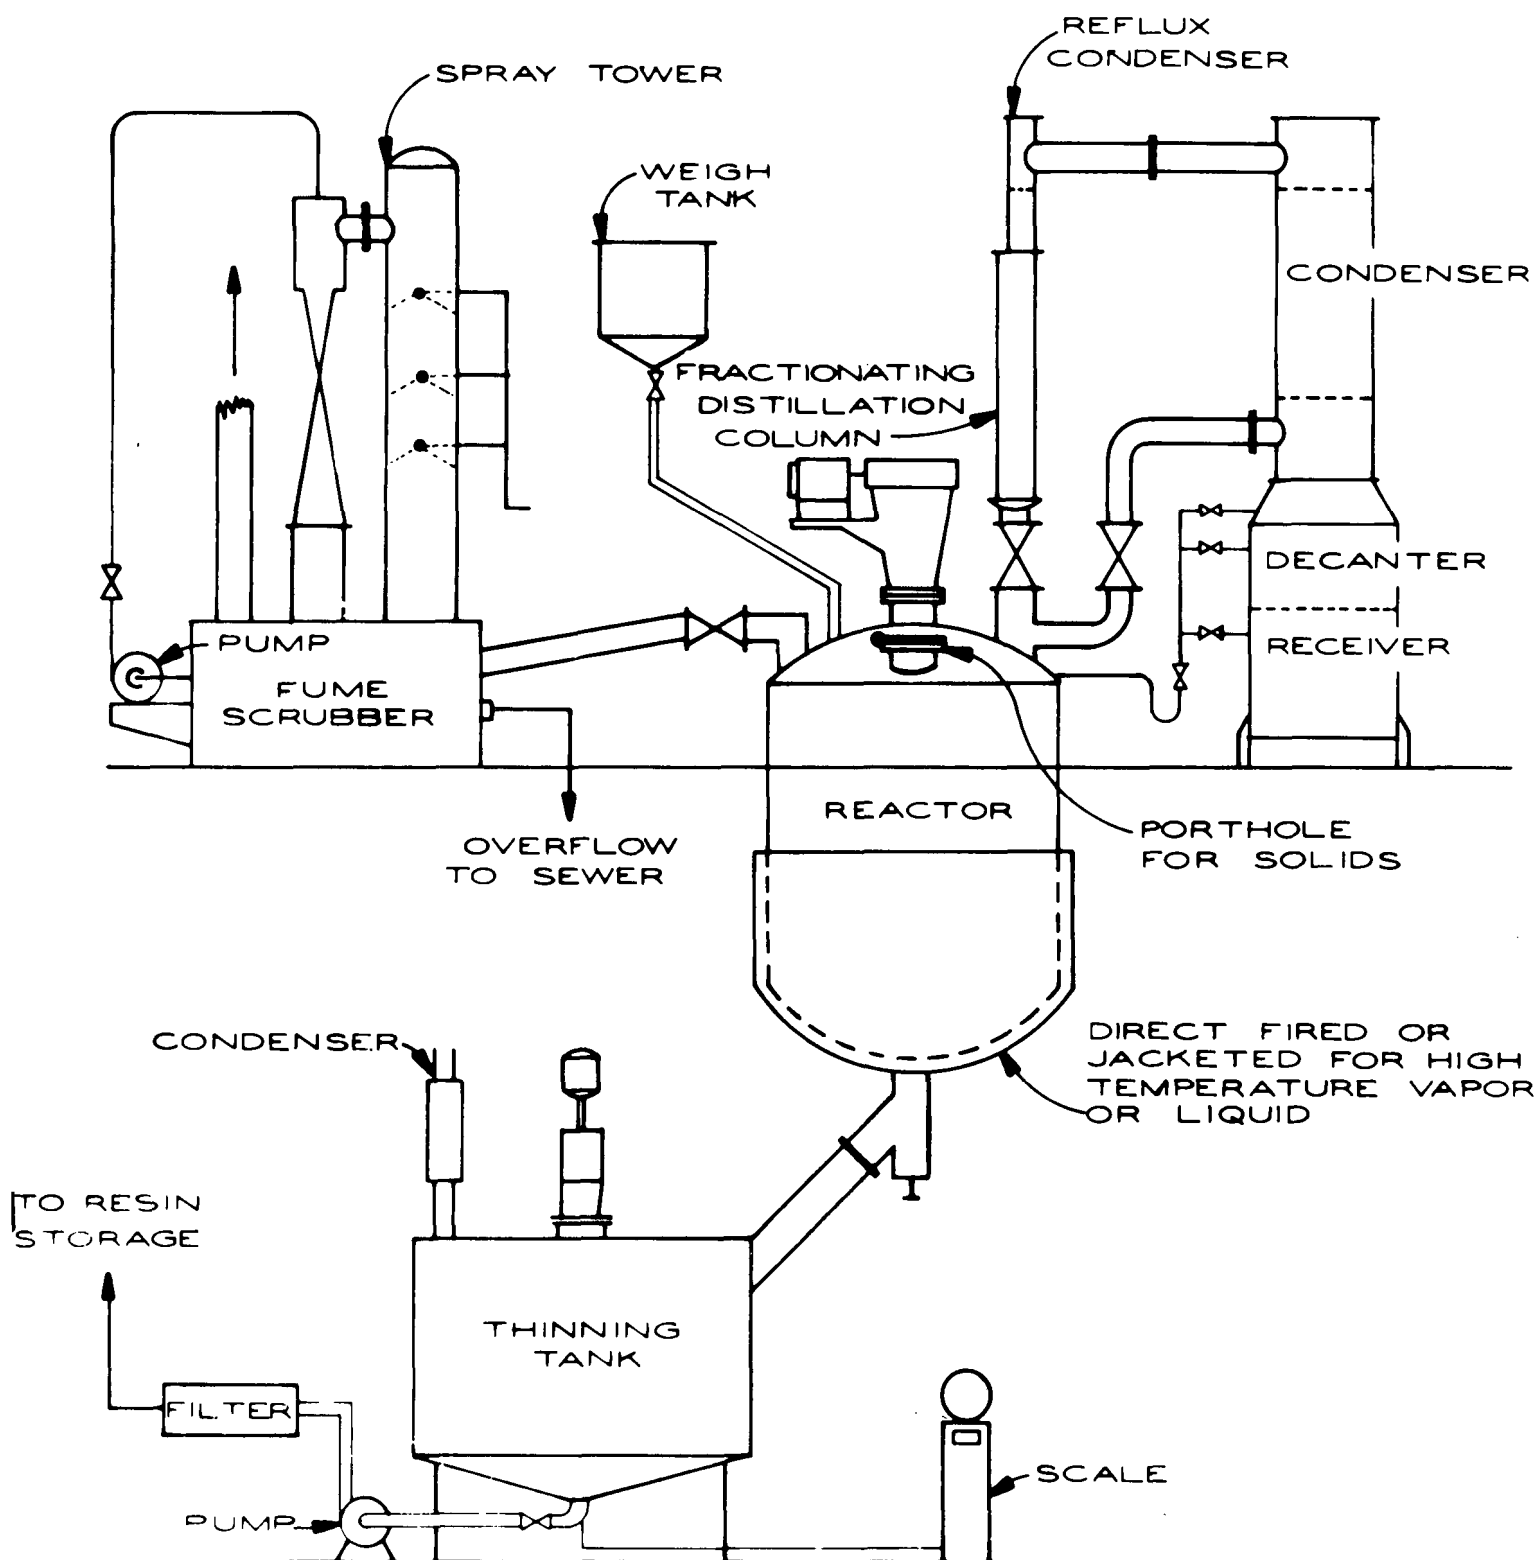 REFLUX
CONDENSER
SPRAY TOWER
WEIGH
TANK
CONDENSER
FRACTIONATING
DISTILLATION
COLUMN
DECANTER
RECEIVER
PUMP
FUME
SCRUBBER
REACTOR
PORTHOLE
FOR SOLIDS
OVERFLOW
TO SEWER
CONDENSER
DIRECT FIRED OR
JACKETED FOR HIGH
TEMPERATURE VAPOR
OR LIQUID
TO RESIN
STORAGE
THINNING
TANK
FILTER
SCALE
PUMP